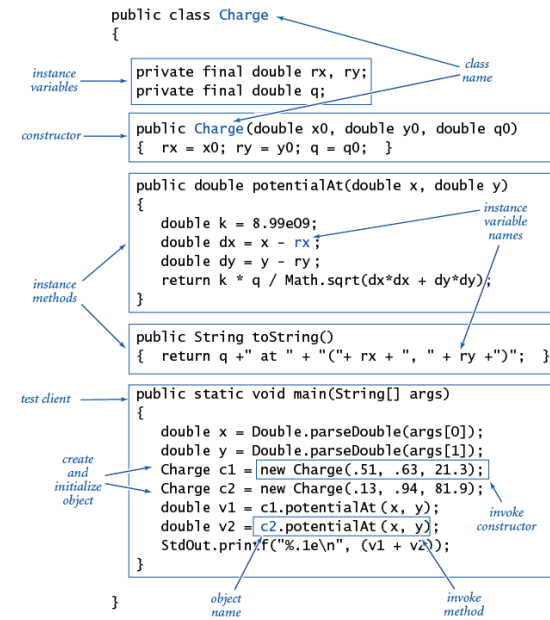 public class Charge
{
class
name
instance
variables
private final double rx, ry;
private final double q;
constructor
public Charge(double x0, double y0, double q0)
{ rx = x0; ry = y0; q = q0; }
public double potentialAt(double x, double y)
{
double k = 8.99e09;
double dx = x - rx;
double dy = y - ry;
return k * q / Math.sqrt(dx*dx + dy*dy);
}
instance
variable
names
instance
methods
public String toString()
{ return q +" at " + "("+ rx + ", " + ry +")"; }
test client
public static void main(String[] args)
{
double x = Double.parseDouble(args[0]);
double y = Double.parseDouble(args[1]);
Charge c1 = new Charge(.51, .63, 21.3);
Charge c2 = new Charge(.13, .94, 81.9);
double v1 = c1.potentialAt(x, y);
double v2 = c2.potentialAt(x, y);
StdOut.printf("%.1e\n", (v1 + v2));
}
create
and
initialize
object
invoke
constructor
}
object
name
invoke
method